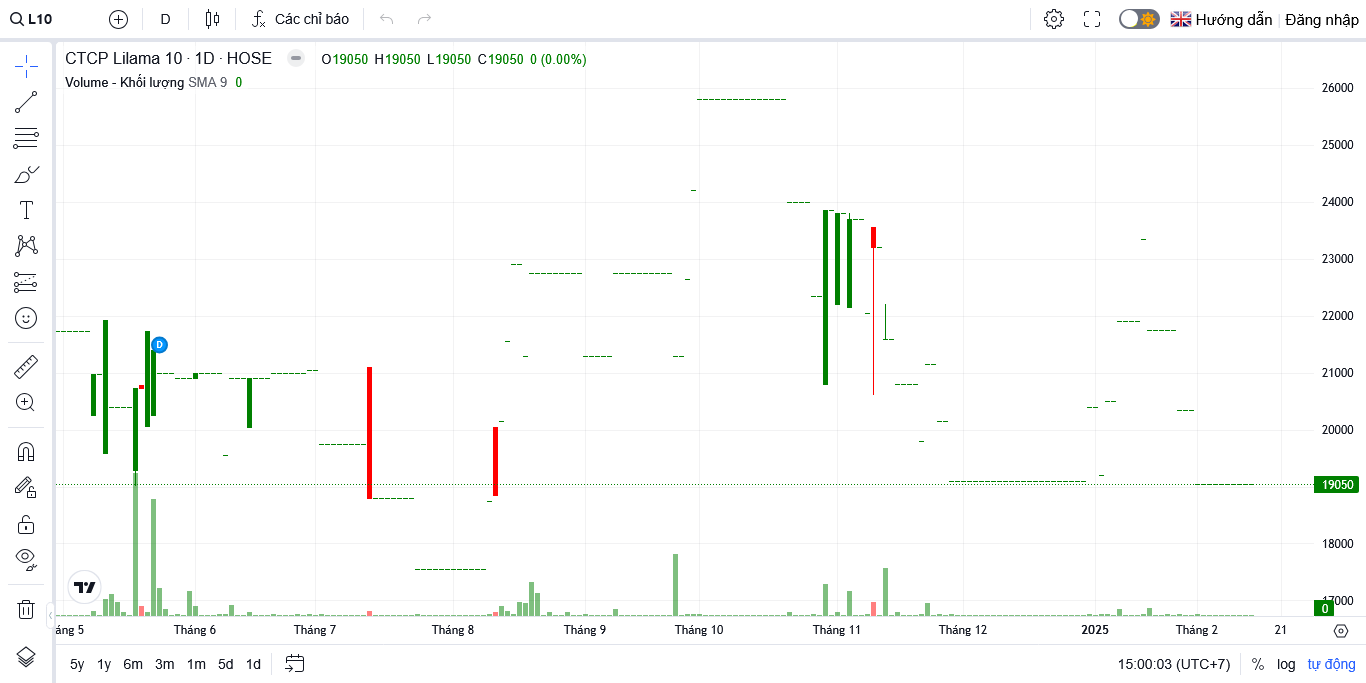 L10 D Các chỉ báo Hướng dẫn Đăng nhập
CTCP Lilama 10 · 1D · HOSE O19050 H19050 L19050 C19050 0 (0.00%)
Volume - Khối lượng SMA 9 0
26000
25000
24000
23000
22000
D
21000
20000
19050
18000
17000
0
áng 5 Tháng 6 Tháng 7 Tháng 8 Tháng 9 Tháng 10 Tháng 11 Tháng 12 2025 Tháng 2 21
5y 1y 6m 3m 1m 5d 1d 15:00:03 (UTC+7) % log tự động